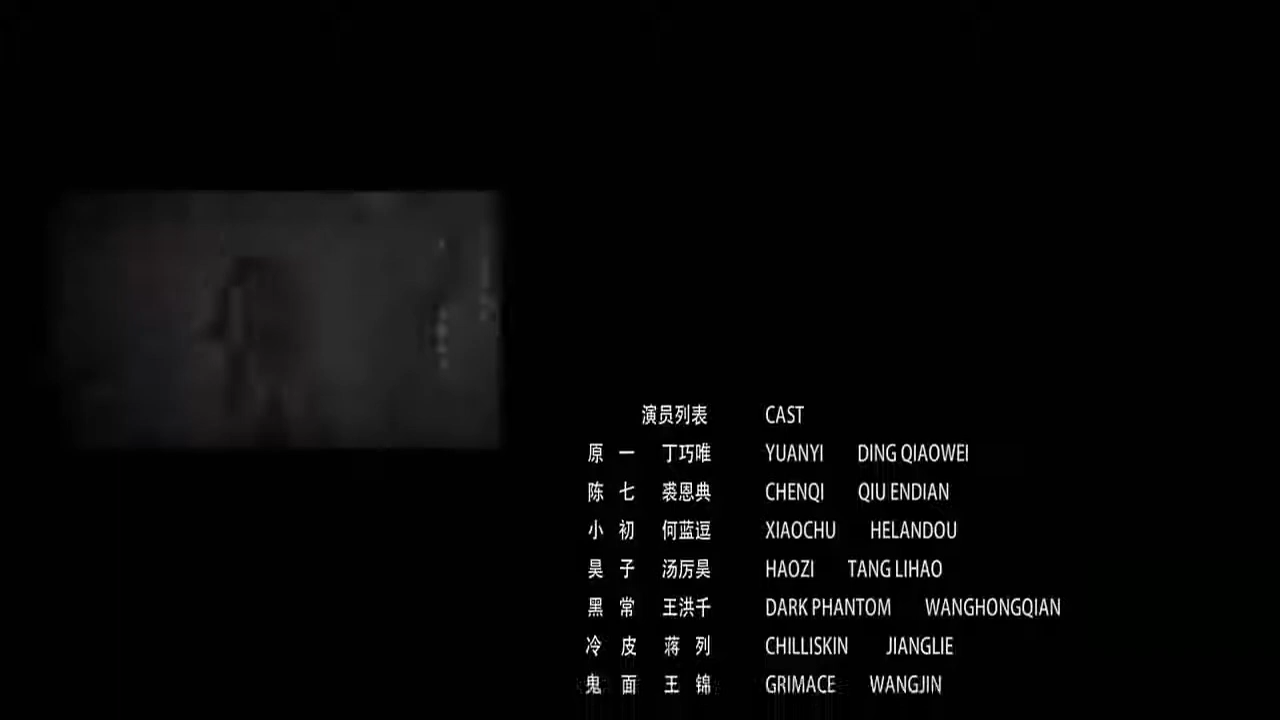 演员列表 CAST
原 一 丁巧唯 YUANYI DING QIAOWEI
陈 七 裘恩典 CHENQI QIU ENDIAN
小 初 何蓝逗 XIAOCHU HELANDOU
昊 子 汤厉昊 HAOZI TANG LIHAO
黑 常 王洪千 DARK PHANTOM WANGHONGQIAN
冷 皮 蒋 列 CHILLISKIN JIANGLIE
鬼 面 王 锦 GRIMACE WANGJIN